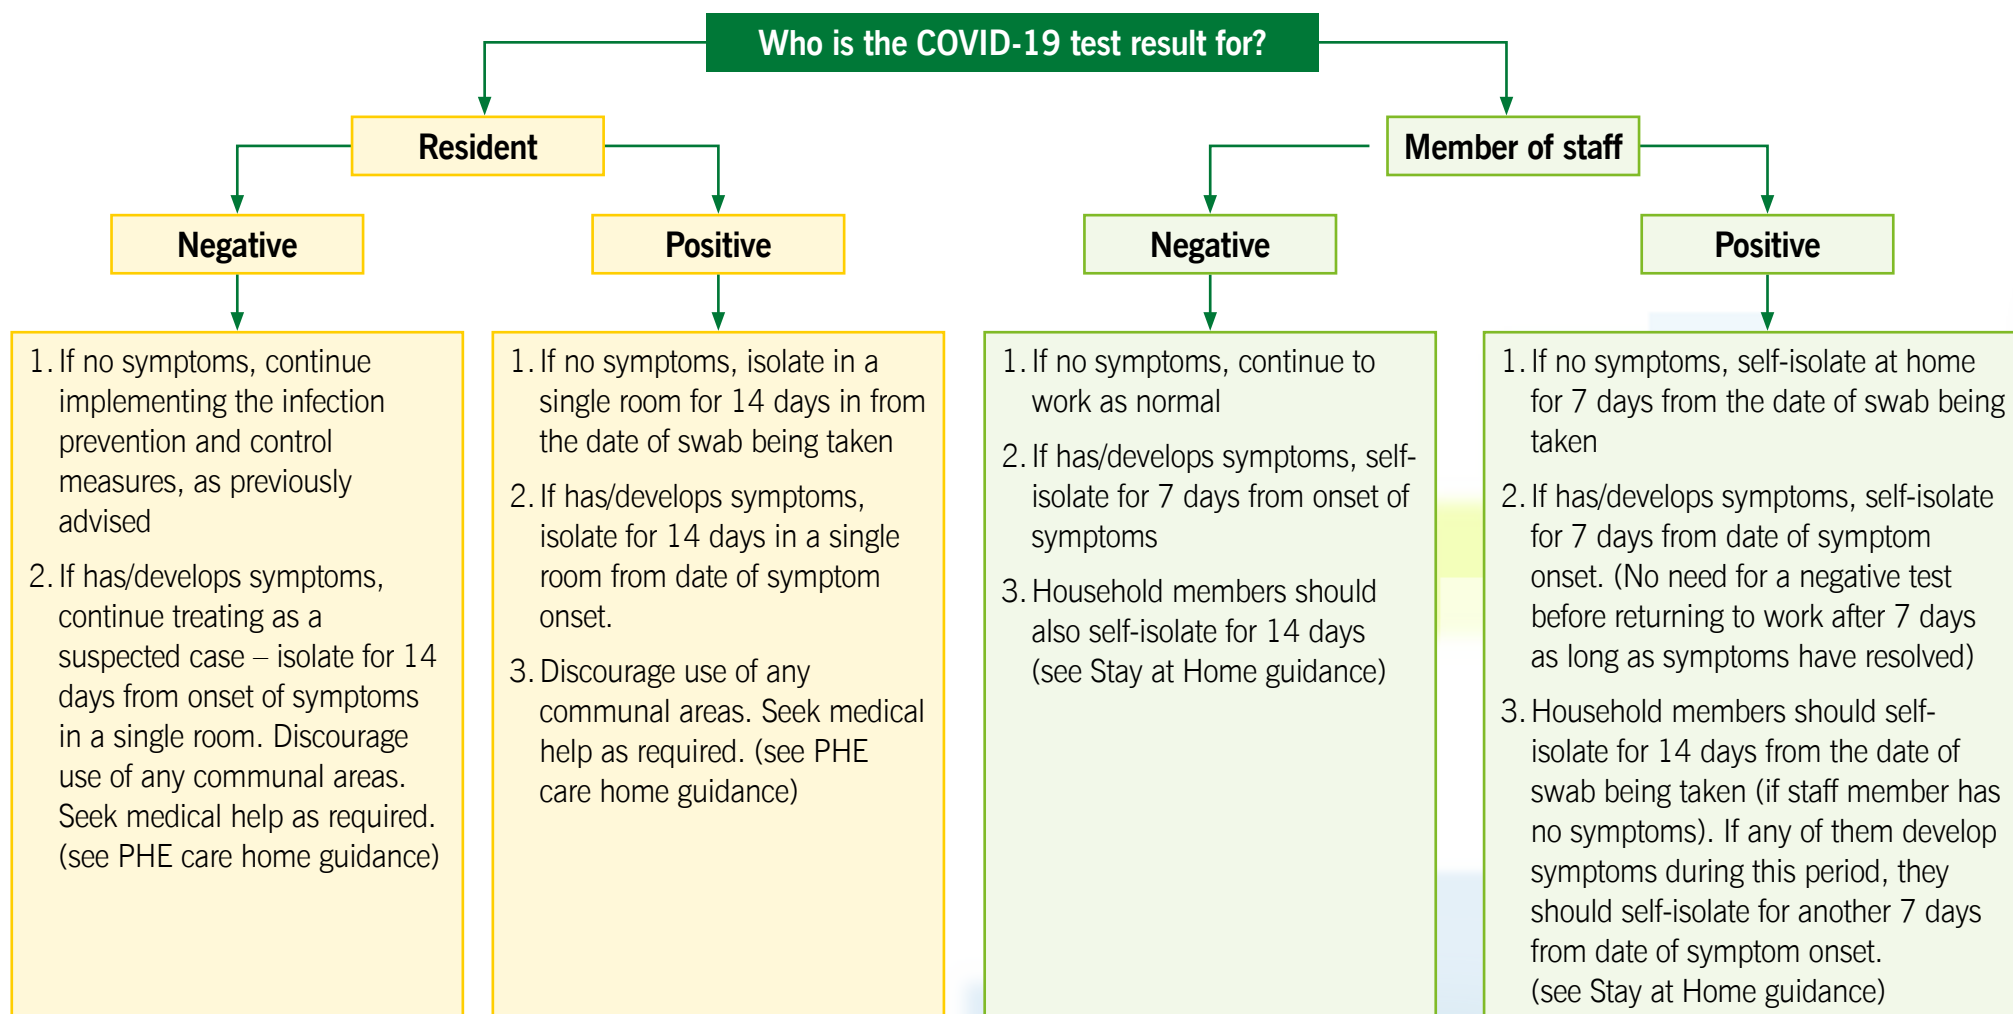 Who is the COVID-19 test result for?
Resident
Member of staff
Negative
Positive
Negative
Positive
1. If no symptoms, continue
implementing the infection
prevention and control
measures, as previously
advised
2. If has/develops symptoms,
continue treating as a
suspected case – isolate for 14
days from onset of symptoms
in a single room. Discourage
use of any communal areas.
Seek medical help as required.
(see PHE care home guidance)
1. If no symptoms, isolate in a
single room for 14 days in from
the date of swab being taken
2. If has/develops symptoms,
isolate for 14 days in a single
room from date of symptom
onset.
3. Discourage use of any
communal areas. Seek medical
help as required. (see PHE
care home guidance)
1. If no symptoms, continue to
work as normal
2. If has/develops symptoms, self-
isolate for 7 days from onset of
symptoms
3. Household members should
also self-isolate for 14 days
(see Stay at Home guidance)
1. If no symptoms, self-isolate at home
for 7 days from the date of swab being
taken
2. If has/develops symptoms, self-isolate
for 7 days from date of symptom
onset. (No need for a negative test
before returning to work after 7 days
as long as symptoms have resolved)
3. Household members should self-
isolate for 14 days from the date of
swab being taken (if staff member has
no symptoms). If any of them develop
symptoms during this period, they
should self-isolate for another 7 days
from date of symptom onset.
(see Stay at Home guidance)